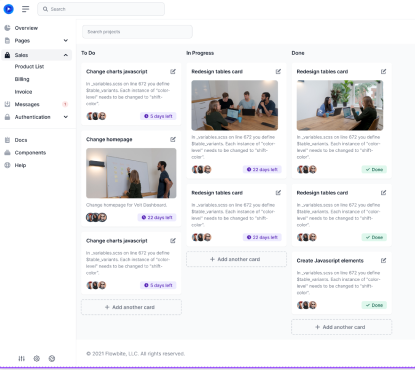 Search
Overview
Pages
Sales
Product List
Billing
Invoice
Messages
Authentication
Docs
Components
Help
Search projects
To Do
Change charts javascript
In _variables.scss on line 672 you define
$table_variants. Each instance of "color-
level" needs to be changed to "shift-
color".
5 days left
Change homepage
Change homepage for Volt Dashboard.
22 days left
Change charts javascript
In _variables.scss on line 672 you define
$table_variants. Each instance of "color-
level" needs to be changed to "shift-
color".
5 days left
+ Add another card
In Progress
Redesign tables card
In _variables.scss on line 672 you define
$table_variants. Each instance of "color-
level" needs to be changed to "shift-
color".
22 days left
Redesign tables card
In _variables.scss on line 672 you define
$table_variants. Each instance of "color-
level" needs to be changed to "shift-
color".
22 days left
+ Add another card
Done
Redesign tables card
In _variables.scss on line 672 you define
$table_variants. Each instance of "color-
level" needs to be changed to "shift-
color".
Done
Redesign tables card
In _variables.scss on line 672 you define
$table_variants. Each instance of "color-
level" needs to be changed to "shift-
color".
Done
Create Javascript elements
In _variables.scss on line 672 you define
$table_variants. Each instance of "color-
level" needs to be changed to "shift-
color".
Done
+ Add another card
© 2021 Flowbite, LLC. All rights reserved.